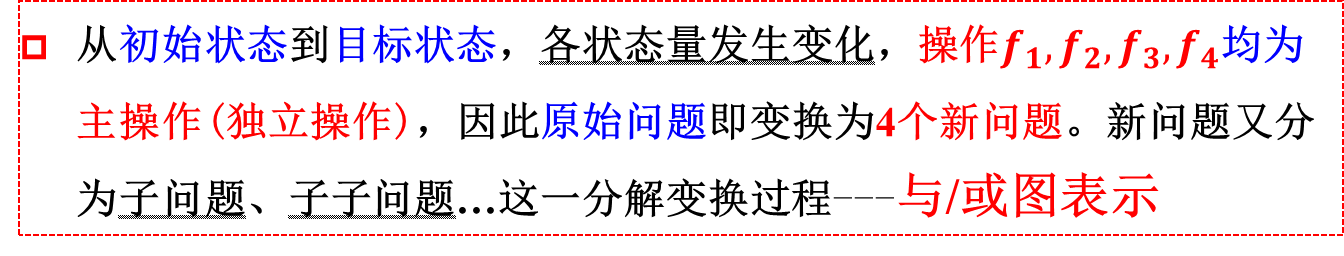 从初始状态到目标状态，各状态量发生变化，操作f₁,f₂,f₃,f₄均为
主操作(独立操作)，因此原始问题即变换为4个新问题。新问题又分
为子问题、子子问题...这一分解变换过程---与/或图表示